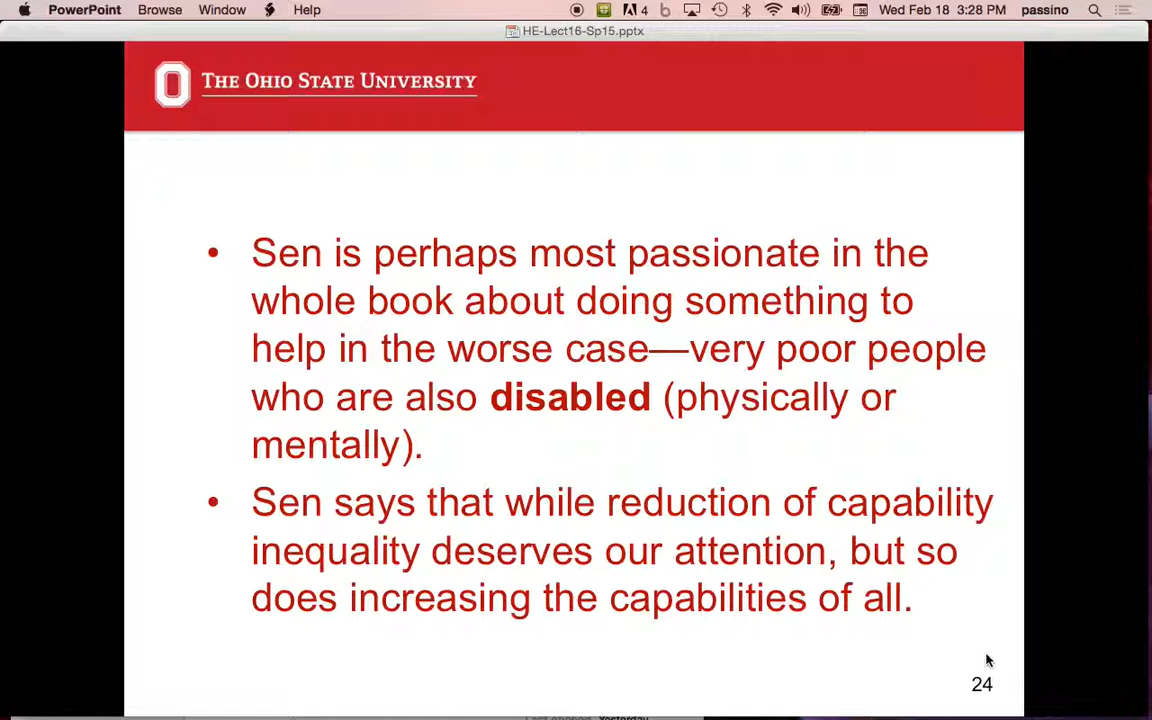 PowerPoint Browse Window Help 4 Wed Feb 18 3:28 PM passino
HE-Lect16-Sp15.pptx
THE OHIO STATE UNIVERSITY
• Sen is perhaps most passionate in the
whole book about doing something to
help in the worse case—very poor people
who are also disabled (physically or
mentally).
• Sen says that while reduction of capability
inequality deserves our attention, but so
does increasing the capabilities of all.
24
Yesterday